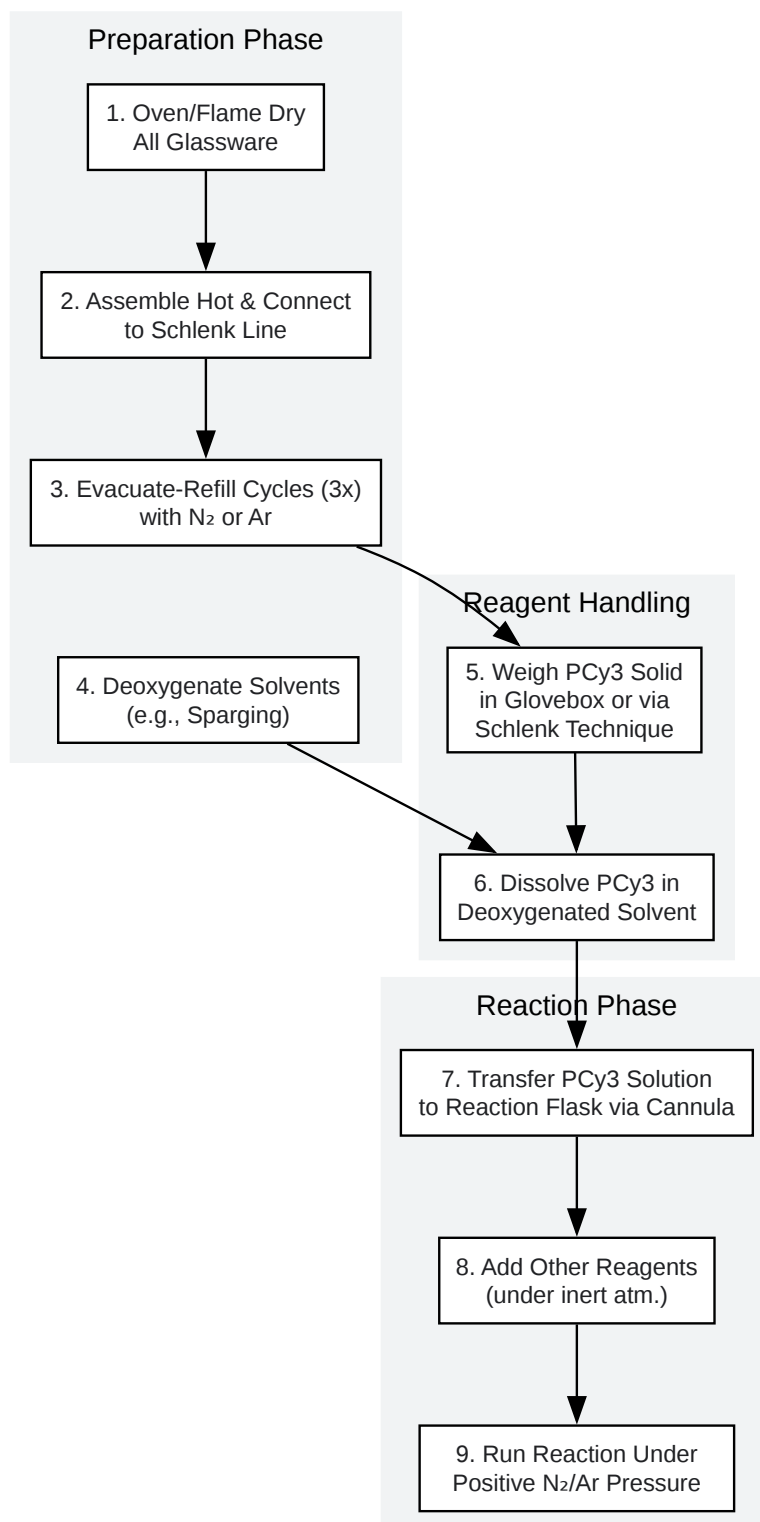 Preparation Phase
1. Oven/Flame Dry
All Glassware
2. Assemble Hot & Connect
to Schlenk Line
3. Evacuate-Refill Cycles (3x)
with N₂ or Ar
4. Deoxygenate Solvents
(e.g., Sparging)
Reagent Handling
5. Weigh PCy3 Solid
in Glovebox or via
Schlenk Technique
6. Dissolve PCy3 in
Deoxygenated Solvent
Reaction Phase
7. Transfer PCy3 Solution
to Reaction Flask via Cannula
8. Add Other Reagents
(under inert atm.)
9. Run Reaction Under
Positive N₂/Ar Pressure